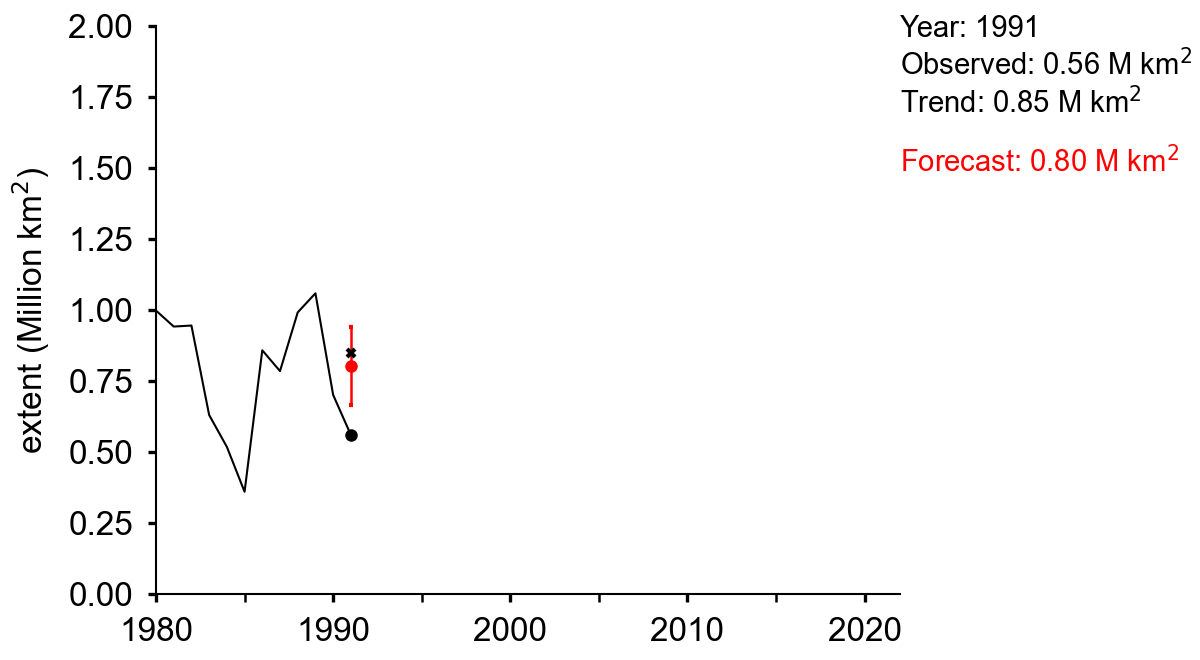 2.00
1.75
1.50
1.25
1.00
0.75
0.50
0.25
0.00
extent (Million km²)
1980 1990 2000 2010 2020
Year: 1991
Observed: 0.56 M km²
Trend: 0.85 M km²
Forecast: 0.80 M km²